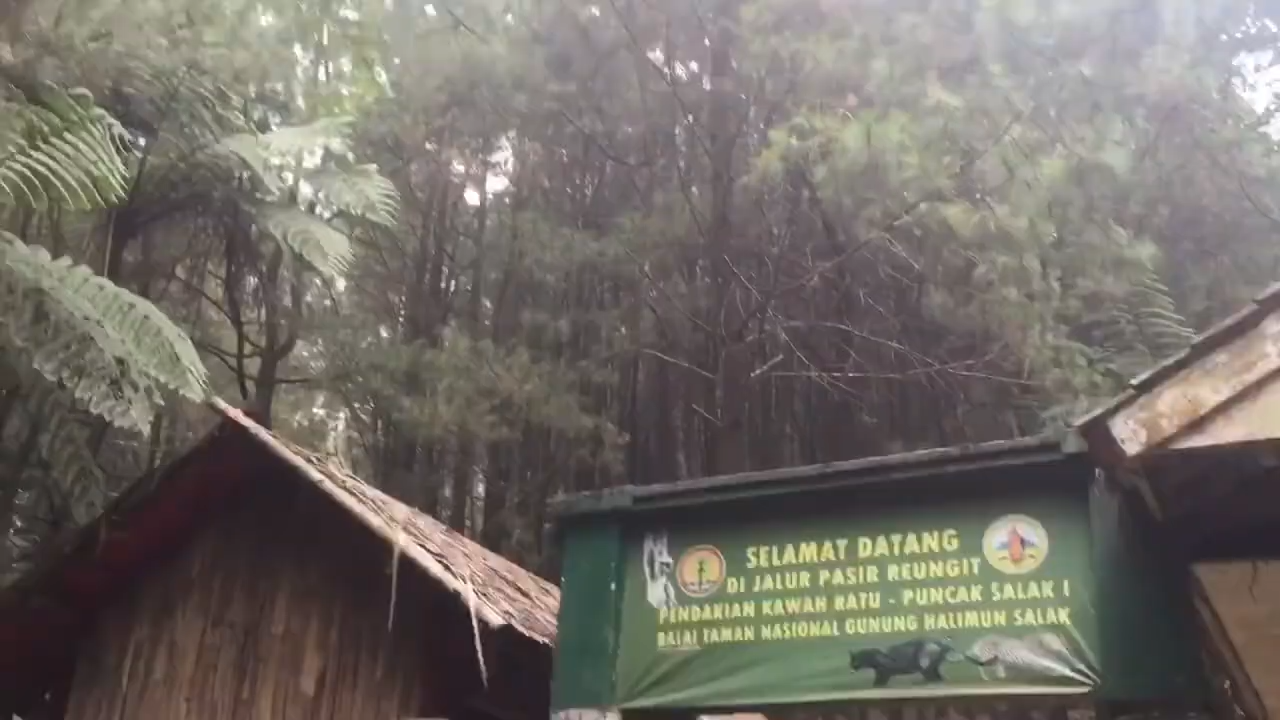 SELAMAT DATANG
DI JALUR PASIR REUNGIT
PENDAKIAN KAWAH RATU - PUNCAK SALAK I
BALAI TAMAN NASIONAL GUNUNG HALIMUN SALAK